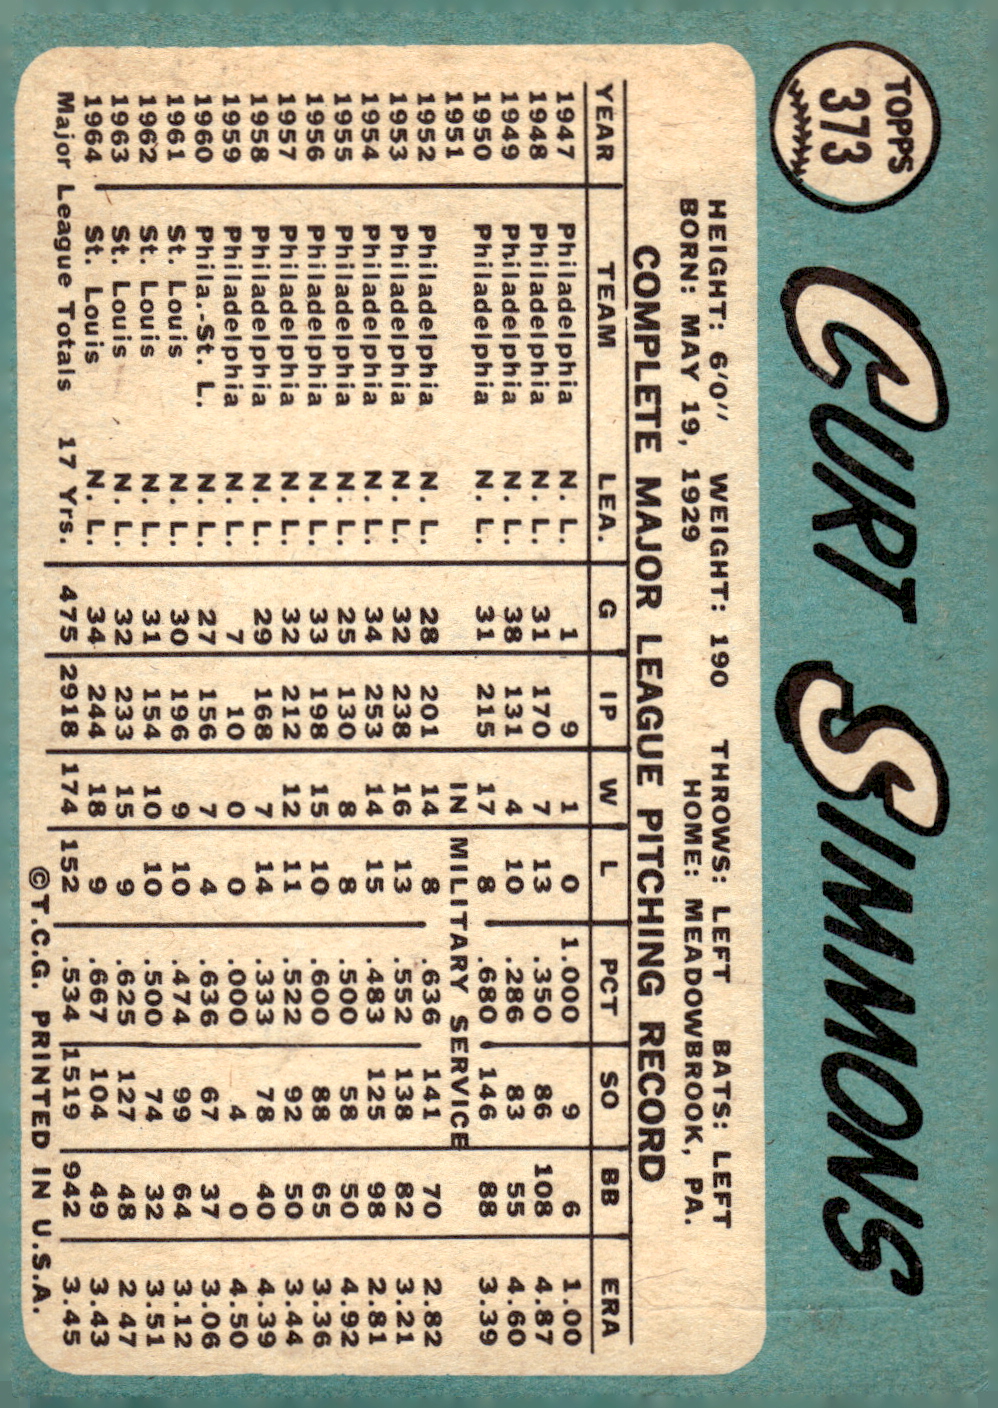 TOPPS
373
CURT SIMMONS
HEIGHT: 6'0" WEIGHT: 190 THROWS: LEFT BATS: LEFT
BORN: MAY 19, 1929 HOME: MEADOWBROOK, PA.
COMPLETE MAJOR LEAGUE PITCHING RECORD
YEAR TEAM LEA. G IP W L PCT SO BB ERA
1947 Philadelphia N. L. 1 9 1 0 1.000 9 6 1.00
1948 Philadelphia N. L. 31 170 7 13 .350 86 108 4.87
1949 Philadelphia N. L. 38 131 4 10 .286 83 55 4.60
1950 Philadelphia N. L. 31 215 17 8 .680 146 88 3.39
1951 IN MILITARY SERVICE
1952 Philadelphia N. L. 28 201 14 8 .636 141 70 2.82
1953 Philadelphia N. L. 32 238 16 13 .552 138 82 3.21
1954 Philadelphia N. L. 34 253 14 15 .483 125 98 2.81
1955 Philadelphia N. L. 25 130 8 8 .500 58 50 4.92
1956 Philadelphia N. L. 33 198 15 10 .600 88 65 3.36
1957 Philadelphia N. L. 32 212 12 11 .522 92 50 3.44
1958 Philadelphia N. L. 29 168 7 14 .333 78 40 4.39
1959 Philadelphia N. L. 7 10 0 0 .000 4 0 4.50
1960 Phila.-St. L. N. L. 27 156 7 4 .636 67 37 3.06
1961 St. Louis N. L. 30 196 9 10 .474 99 64 3.12
1962 St. Louis N. L. 31 154 10 10 .500 74 32 3.51
1963 St. Louis N. L. 32 233 15 9 .625 127 48 2.47
1964 St. Louis N. L. 34 244 18 9 .667 104 49 3.43
Major League Totals 17 Yrs. 475 2918 174 152 .534 1519 942 3.45
©T.C.G. PRINTED IN U.S.A.